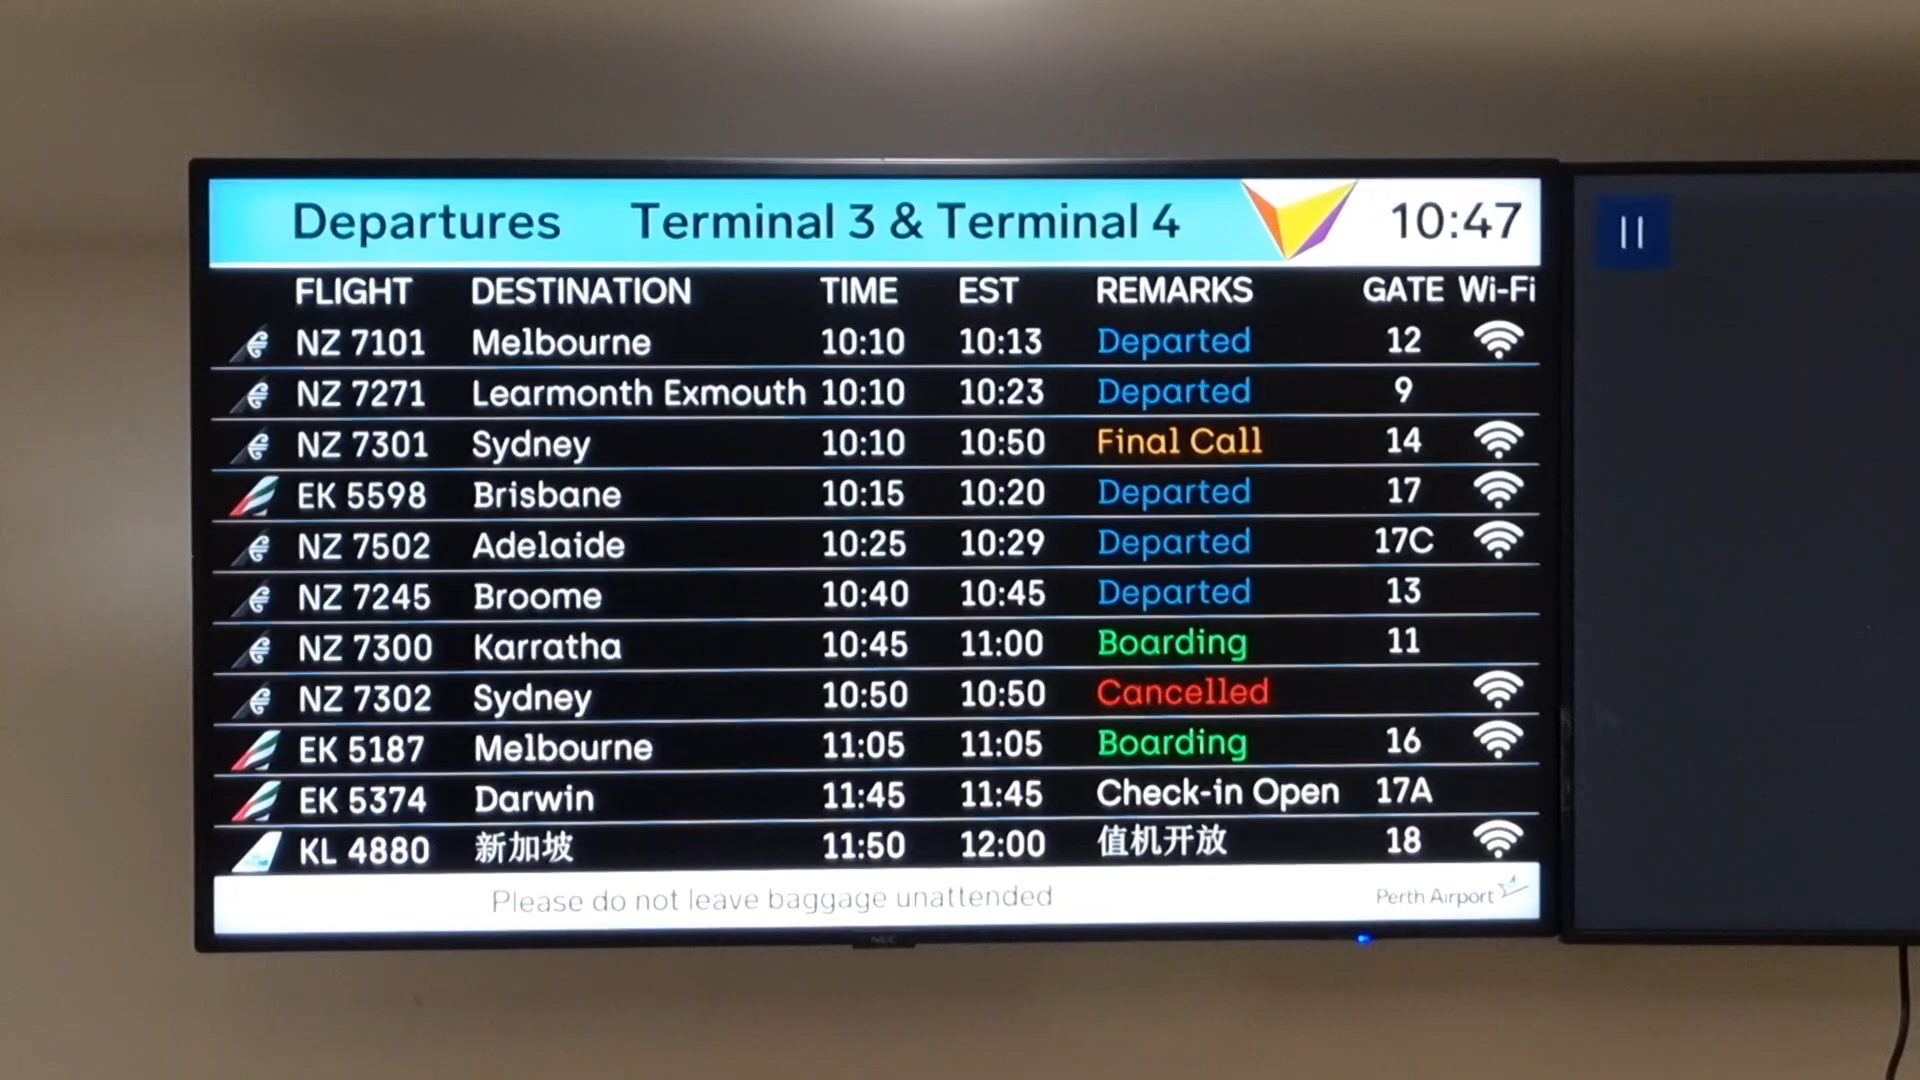 Departures Terminal 3 & Terminal 4 10:47
FLIGHT DESTINATION TIME EST REMARKS GATE Wi-Fi
NZ 7101 Melbourne 10:10 10:13 Departed 12
NZ 7271 Learmonth Exmouth 10:10 10:23 Departed 9
NZ 7301 Sydney 10:10 10:50 Final Call 14
EK 5598 Brisbane 10:15 10:20 Departed 17
NZ 7502 Adelaide 10:25 10:29 Departed 17C
NZ 7245 Broome 10:40 10:45 Departed 13
NZ 7300 Karratha 10:45 11:00 Boarding 11
NZ 7302 Sydney 10:50 10:50 Cancelled
EK 5187 Melbourne 11:05 11:05 Boarding 16
EK 5374 Darwin 11:45 11:45 Check-in Open 17A
KL 4880 新加坡 11:50 12:00 值机开放 18
Please do not leave baggage unattended Perth Airport
NEC